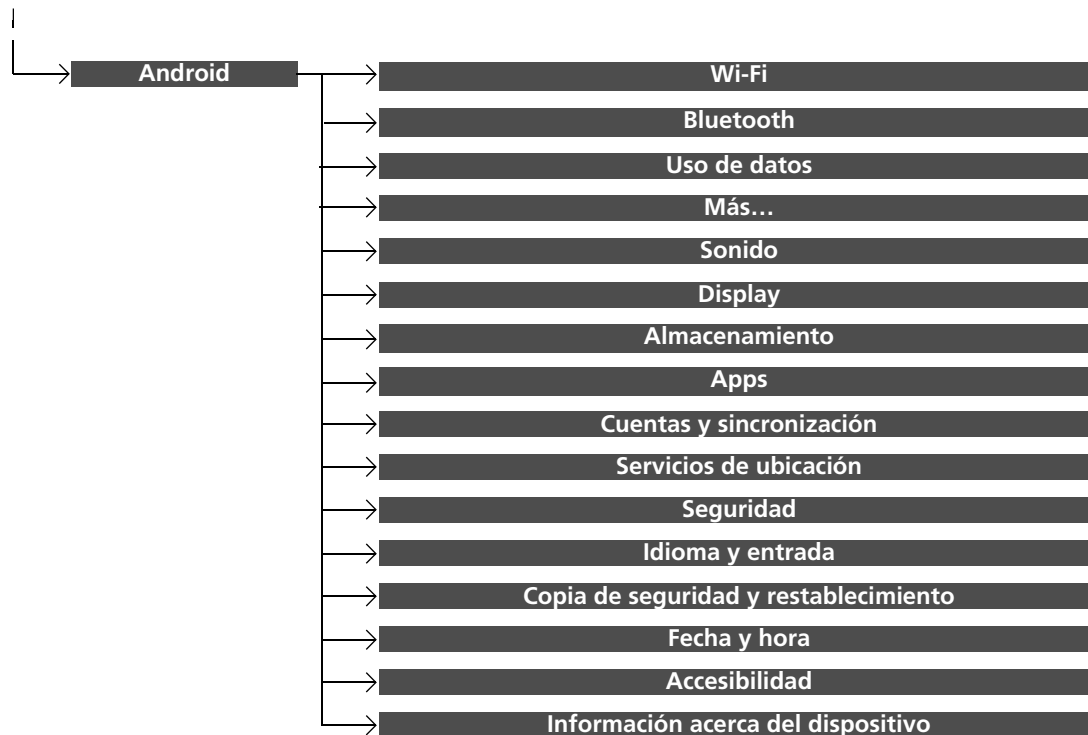 Android
Wi-Fi
Bluetooth
Uso de datos
Más…
Sonido
Display
Almacenamiento
Apps
Cuentas y sincronización
Servicios de ubicación
Seguridad
Idioma y entrada
Copia de seguridad y restablecimiento
Fecha y hora
Accesibilidad
Información acerca del dispositivo